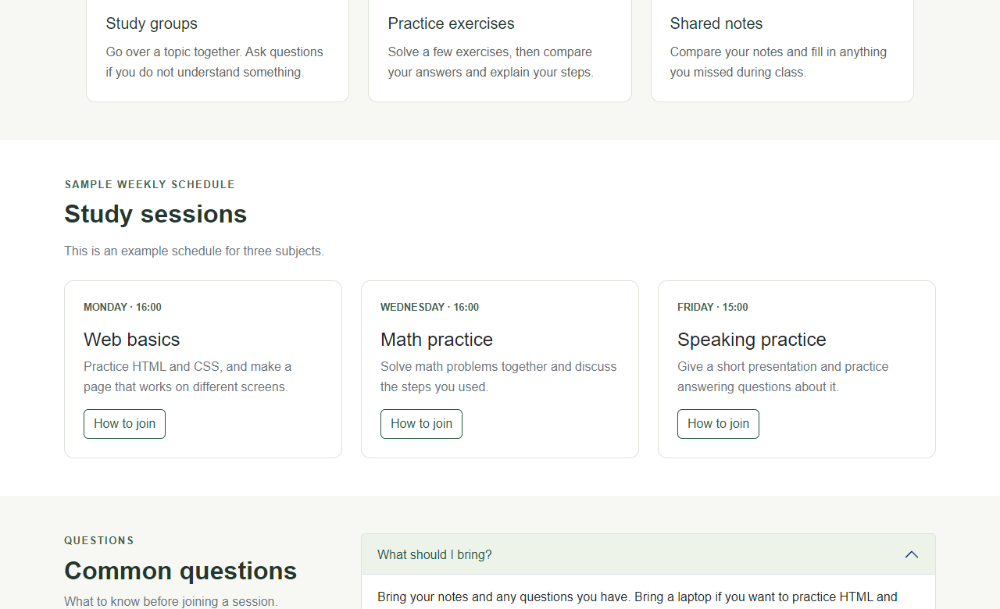 Study groups
Go over a topic together. Ask questions
if you do not understand something.
Practice exercises
Solve a few exercises, then compare
your answers and explain your steps.
Shared notes
Compare your notes and fill in anything
you missed during class.
SAMPLE WEEKLY SCHEDULE
Study sessions
This is an example schedule for three subjects.
MONDAY · 16:00
Web basics
Practice HTML and CSS, and make a
page that works on different screens.
How to join
WEDNESDAY · 16:00
Math practice
Solve math problems together and discuss
the steps you used.
How to join
FRIDAY · 15:00
Speaking practice
Give a short presentation and practice
answering questions about it.
How to join
QUESTIONS
Common questions
What to know before joining a session.
What should I bring?
Bring your notes and any questions you have. Bring a laptop if you want to practice HTML and